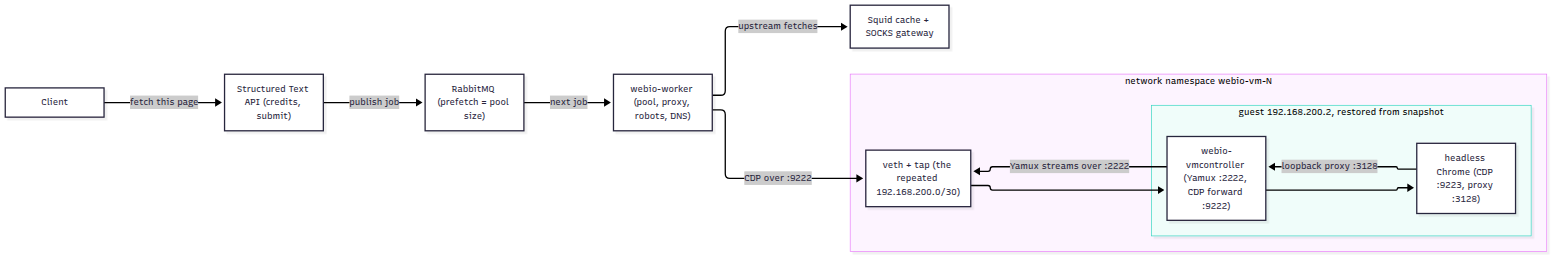 Client
fetch this page
Structured Text
API (credits,
submit)
publish job
RabbitMQ
(prefetch = pool
size)
next job
webio-worker
(pool, proxy,
robots, DNS)
upstream fetches
Squid cache +
SOCKS gateway
CDP over :9222
network namespace webio-vm-N
veth + tap (the
repeated
192.168.200.0/30)
Yamux streams over :2222
guest 192.168.200.2, restored from snapshot
webio-
vmcontroller
(Yamux :2222,
CDP forward
:9222)
loopback proxy :3128
headless
Chrome (CDP
:9223, proxy
:3128)